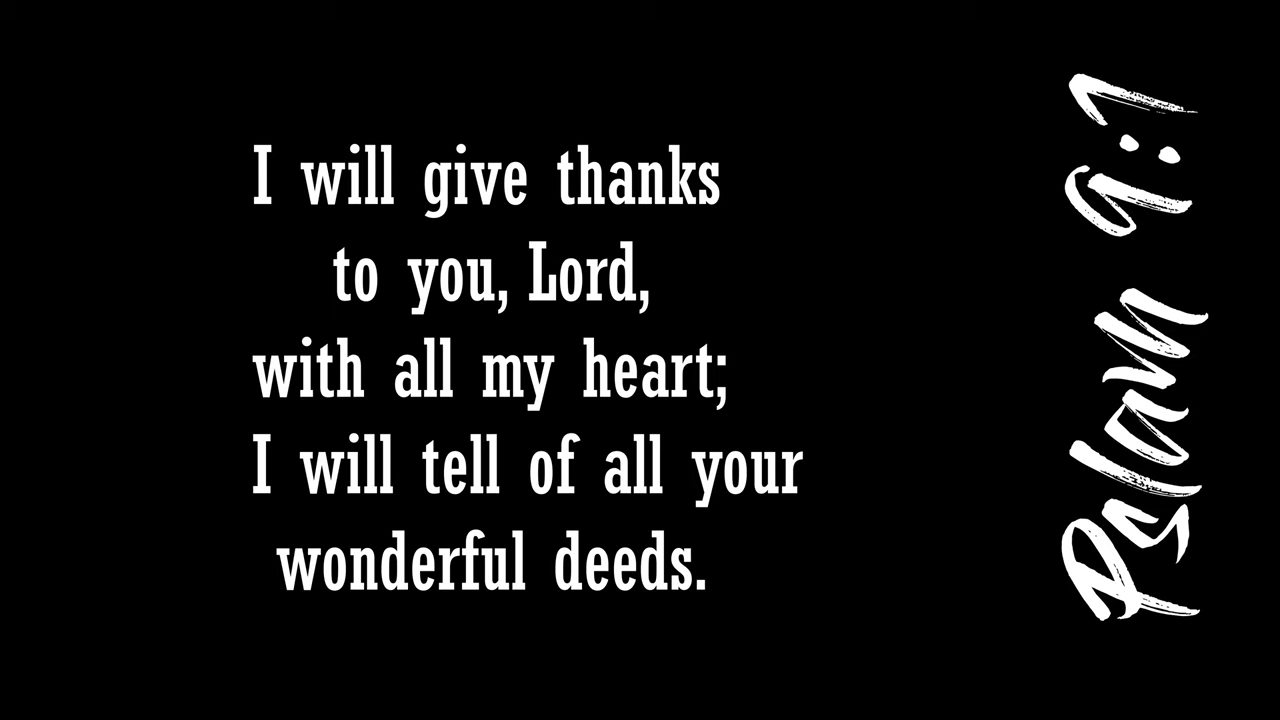 I will give thanks
to you, Lord,
with all my heart;
I will tell of all your
wonderful deeds.
Pslam 9:1